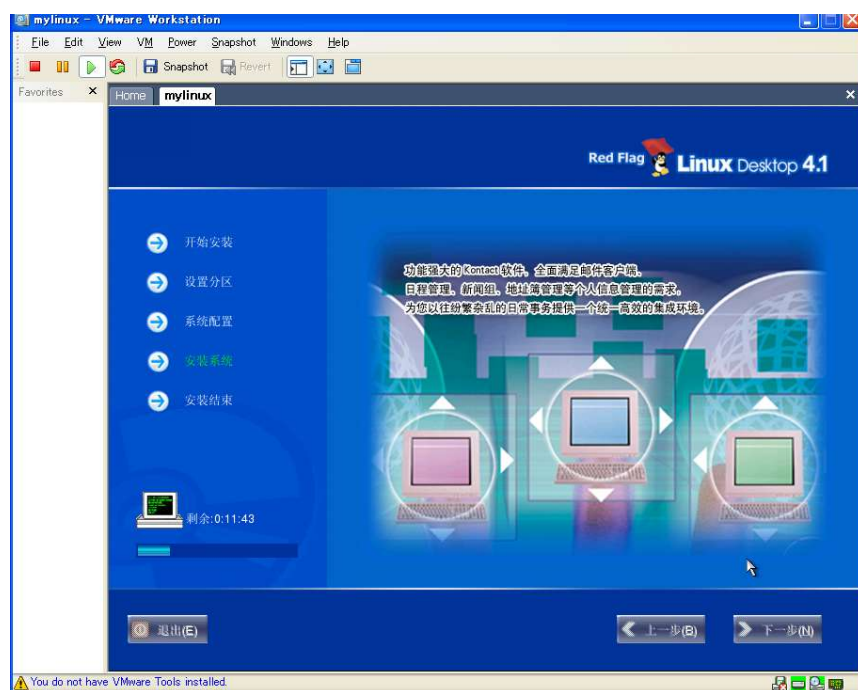 mylinux - VMware Workstation
File Edit View VM Power Snapshot Windows Help
Snapshot Revert
Favorites
Home mylinux
Red Flag Linux Desktop 4.1
开始安装
设置分区
系统配置
安装系统
安装结束
功能强大的Kontact软件，全面满足邮件客户端，
日程管理，新闻组，地址簿管理等个人信息管理的需求。
为您以往纷繁杂乱的日常事务提供一个统一高效的集成环境。
剩余:0:11:43
退出(E)
上一步(B)
下一步(N)
You do not have VMware Tools installed.